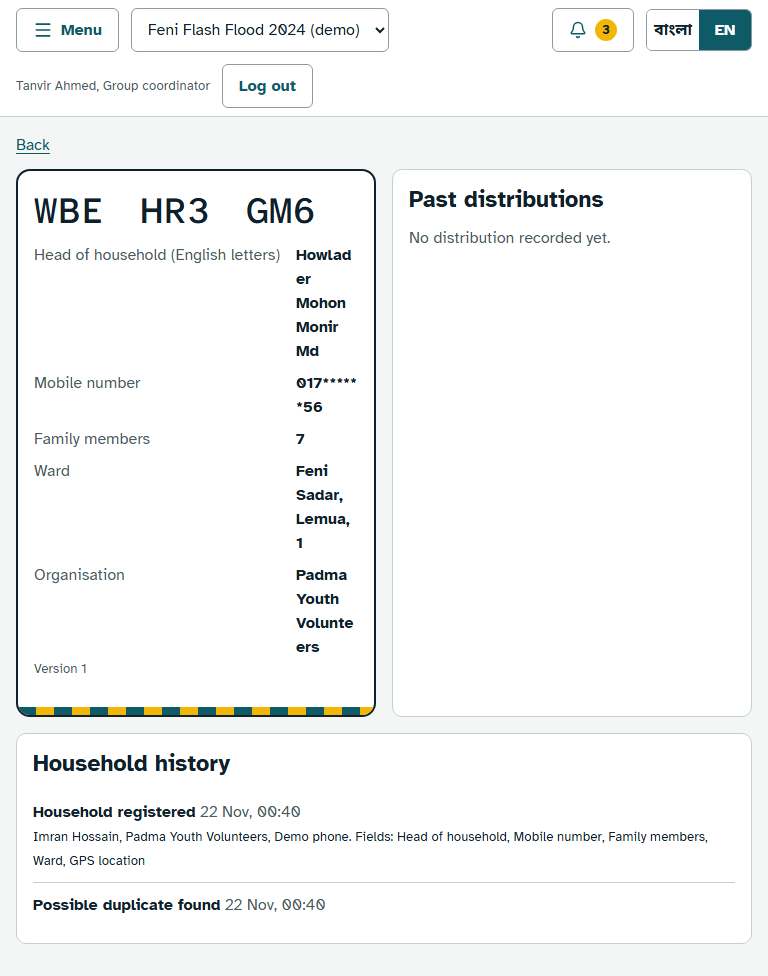 Menu
Feni Flash Flood 2024 (demo)
3
বাংলা
EN
Tanvir Ahmed, Group coordinator
Log out
Back
WBE HR3 GM6
Head of household (English letters)
Howlad
er
Mohon
Monir
Md
Mobile number
017*****
*56
Family members
7
Ward
Feni
Sadar,
Lemua,
1
Organisation
Padma
Youth
Volunte
ers
Version 1
Past distributions
No distribution recorded yet.
Household history
Household registered 22 Nov, 00:40
Imran Hossain, Padma Youth Volunteers, Demo phone. Fields: Head of household, Mobile number, Family members,
Ward, GPS location
Possible duplicate found 22 Nov, 00:40